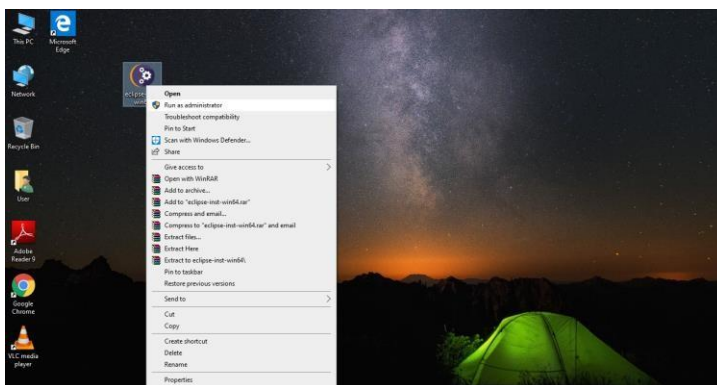 This PC
Microsoft
Edge
Network
Recycle Bin
User
Adobe
Reader 9
Google
Chrome
VLC media
player
Open
Run as administrator
Troubleshoot compatibility
Pin to Start
Scan with Windows Defender...
Share
Give access to
Open with WinRAR
Add to archive...
Add to "eclipse-inst-win64.rar"
Compress and email...
Compress to "eclipse-inst-win64.rar" and email
Extract files...
Extract Here
Extract to eclipse-inst-win64\
Pin to taskbar
Restore previous versions
Send to
Cut
Copy
Create shortcut
Delete
Rename
Properties